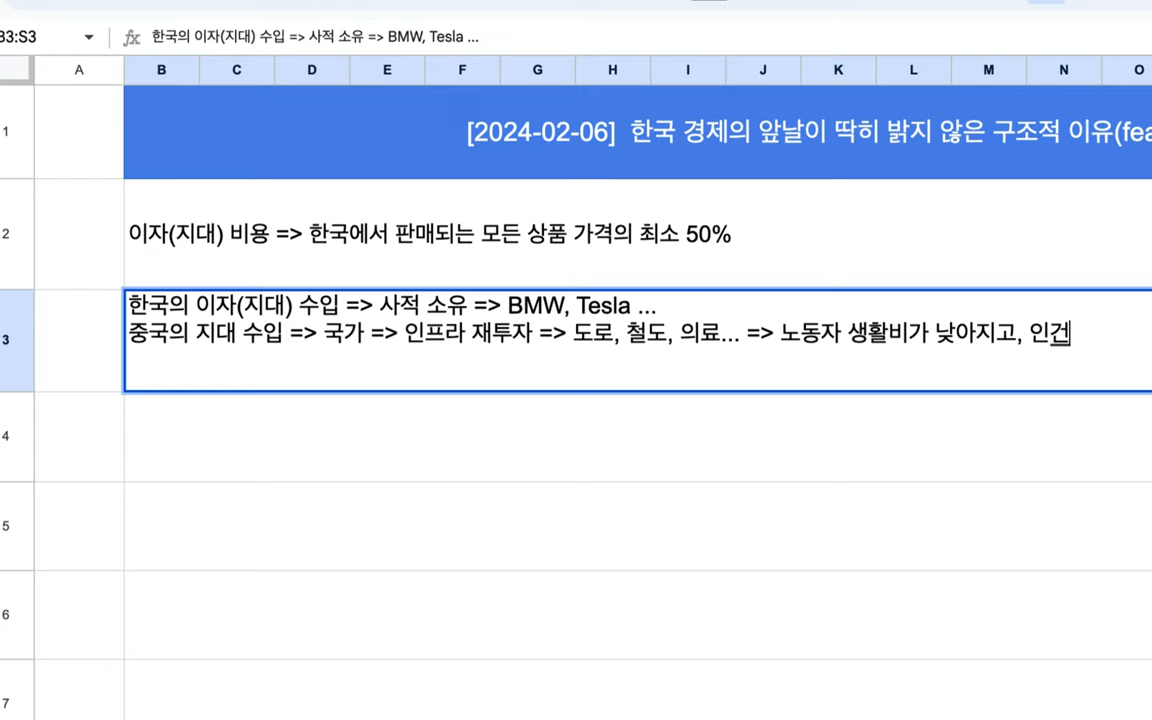 B3:S3
fx 한국의 이자(지대) 수입 => 사적 소유 => BMW, Tesla ...
A B C D E F G H I J K L M N O
1
[2024-02-06] 한국 경제의 앞날이 딱히 밝지 않은 구조적 이유(fea
2
이자(지대) 비용 => 한국에서 판매되는 모든 상품 가격의 최소 50%
3
한국의 이자(지대) 수입 => 사적 소유 => BMW, Tesla ...
중국의 지대 수입 => 국가 => 인프라 재투자 => 도로, 철도, 의료... => 노동자 생활비가 낮아지고, 인건
4
5
6
7